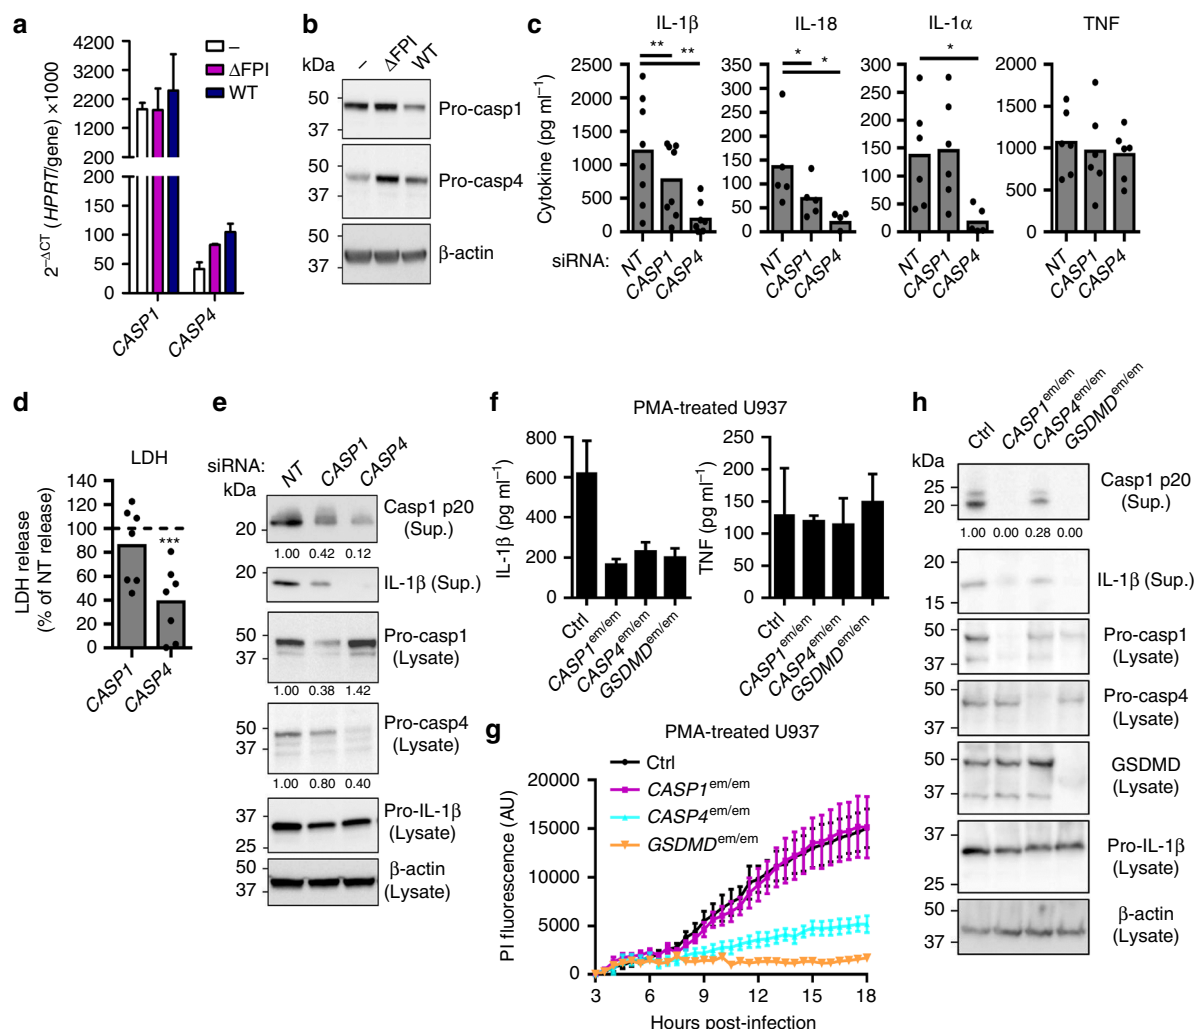 a
2^−ΔCT (HPRT/gene) ×1000
4200
3200
2200
1200
200
200
150
100
50
0
–
ΔFPI
WT
CASP1
CASP4
b
kDa
– ΔFPI WT
50
37
Pro-casp1
50
37
Pro-casp4
50
37
β-actin
c
Cytokine (pg ml⁻¹)
IL-1β
** **
2500
2000
1500
1000
500
0
siRNA:
NT CASP1 CASP4
IL-18
* *
350
300
250
200
150
100
50
0
NT CASP1 CASP4
IL-1α
*
300
250
200
150
100
50
0
NT CASP1 CASP4
TNF
2000
1500
1000
500
0
NT CASP1 CASP4
d
LDH
LDH release
(% of NT release)
140
120
100
80
60
40
20
0
***
CASP1
CASP4
e
siRNA: NT CASP1 CASP4
kDa
20
Casp1 p20
(Sup.)
1.00 0.42 0.12
20
IL-1β (Sup.)
50
37
Pro-casp1
(Lysate)
1.00 0.38 1.42
50
37
Pro-casp4
(Lysate)
1.00 0.80 0.40
37
25
Pro-IL-1β
(Lysate)
50
37
β-actin
(Lysate)
f
PMA-treated U937
IL-1β (pg ml⁻¹)
800
600
400
200
0
Ctrl
CASP1^em/em
CASP4^em/em
GSDMD^em/em
TNF (pg ml⁻¹)
250
200
150
100
50
0
Ctrl
CASP1^em/em
CASP4^em/em
GSDMD^em/em
g
PMA-treated U937
Ctrl
CASP1^em/em
CASP4^em/em
GSDMD^em/em
PI fluorescence (AU)
20000
15000
10000
5000
0
3 6 9 12 15 18
Hours post-infection
h
Ctrl CASP1^em/em CASP4^em/em GSDMD^em/em
kDa
25
20
Casp1 p20
(Sup.)
1.00 0.00 0.28 0.00
20
15
IL-1β (Sup.)
50
37
Pro-casp1
(Lysate)
50
37
Pro-casp4
(Lysate)
50
37
GSDMD
(Lysate)
37
25
Pro-IL-1β
(Lysate)
50
37
β-actin
(Lysate)